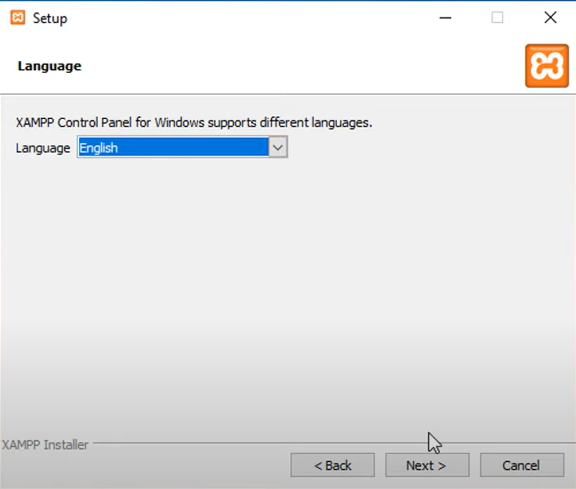 Setup
Language
XAMPP Control Panel for Windows supports different languages.
Language English
XAMPP Installer
< Back Next > Cancel